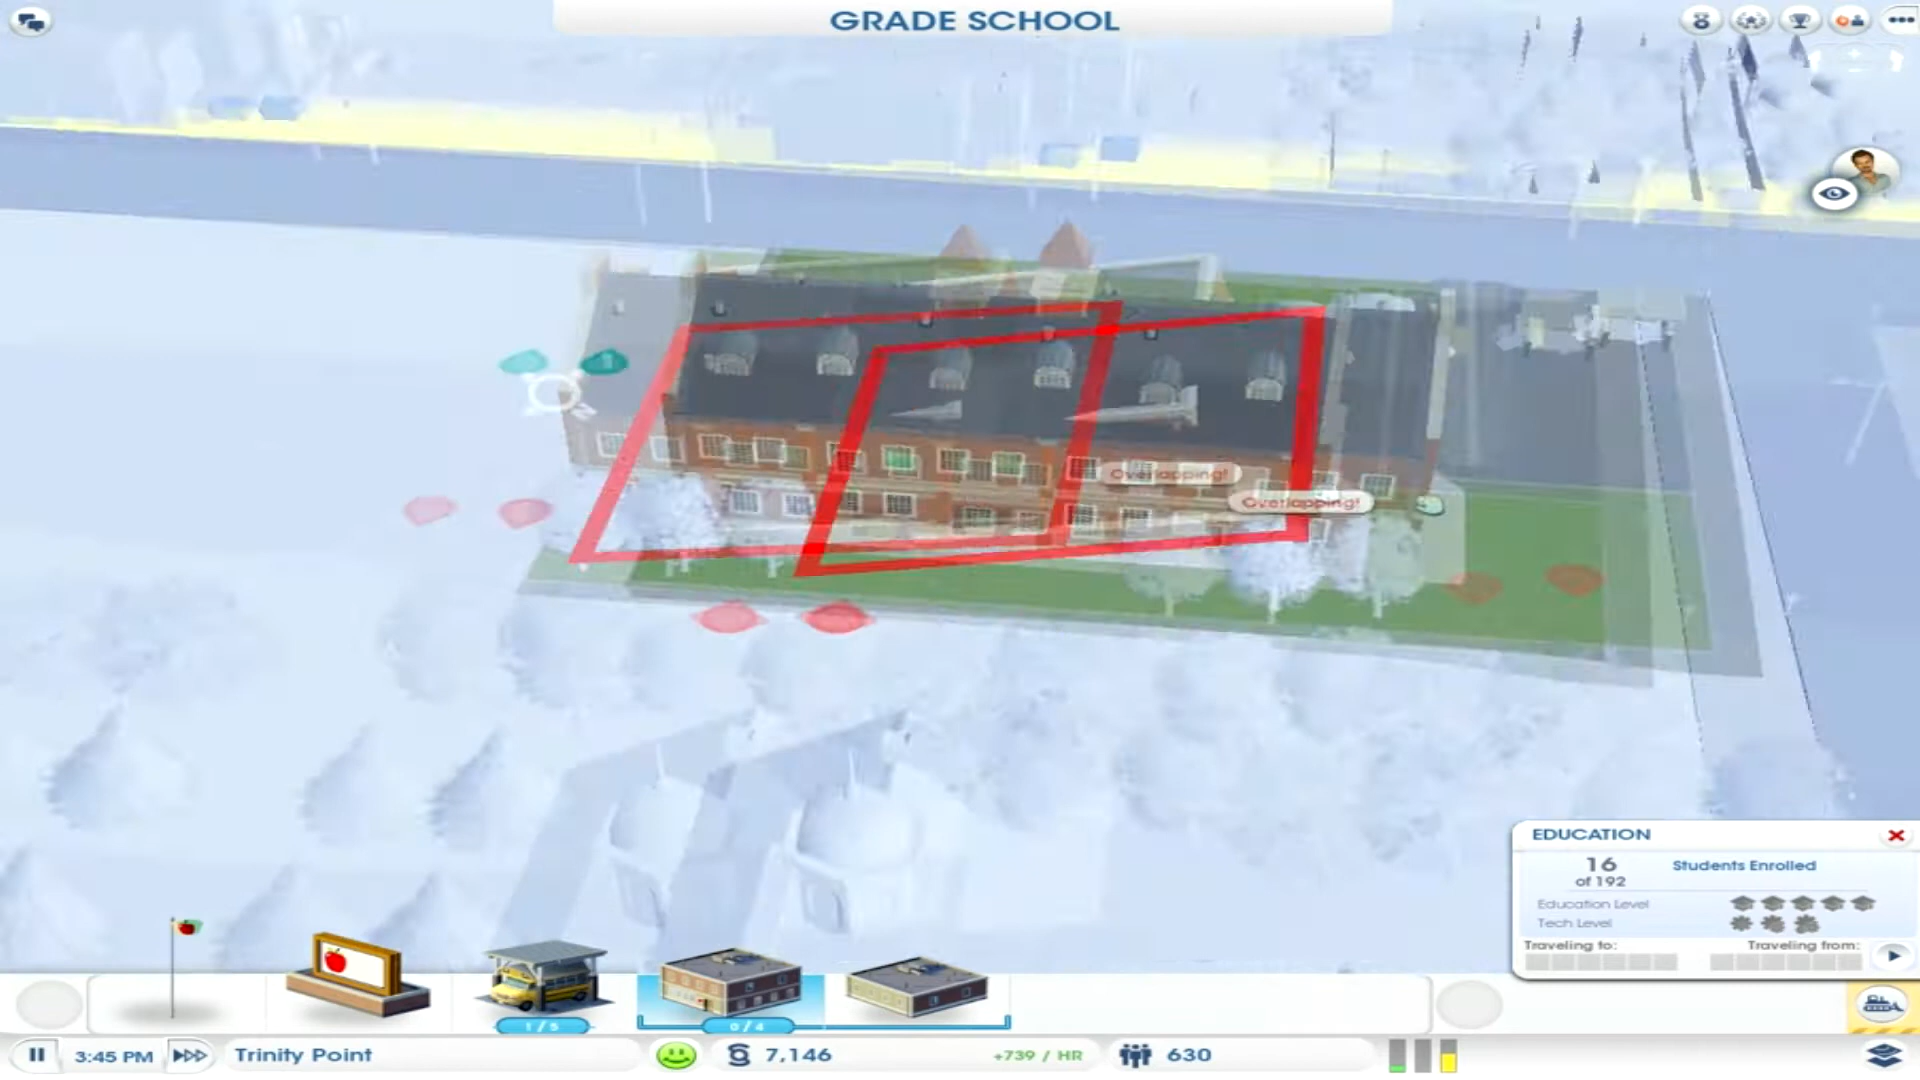 GRADE SCHOOL
Overlapping!
Overlapping!
EDUCATION
16
of 192
Students Enrolled
Education Level
Tech Level
Traveling to:
Traveling from:
1/5
0/4
3:45 PM
Trinity Point
7,146
+739 / HR
630